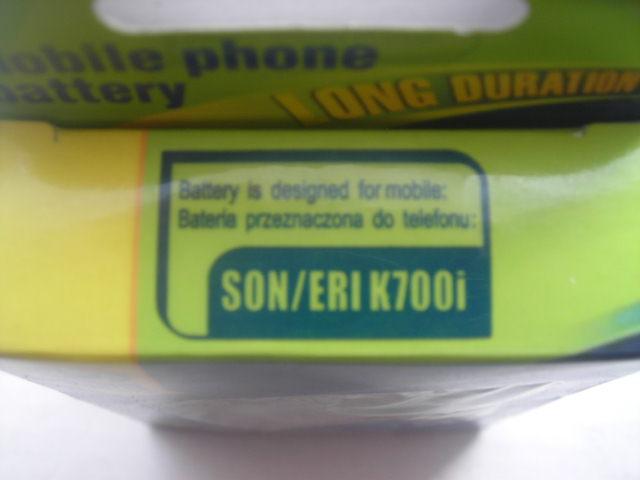 mobile phone
battery
LONG DURATION
Battery is designed for mobile:
Bateria przeznaczona do telefonu:
SON/ERI K700i